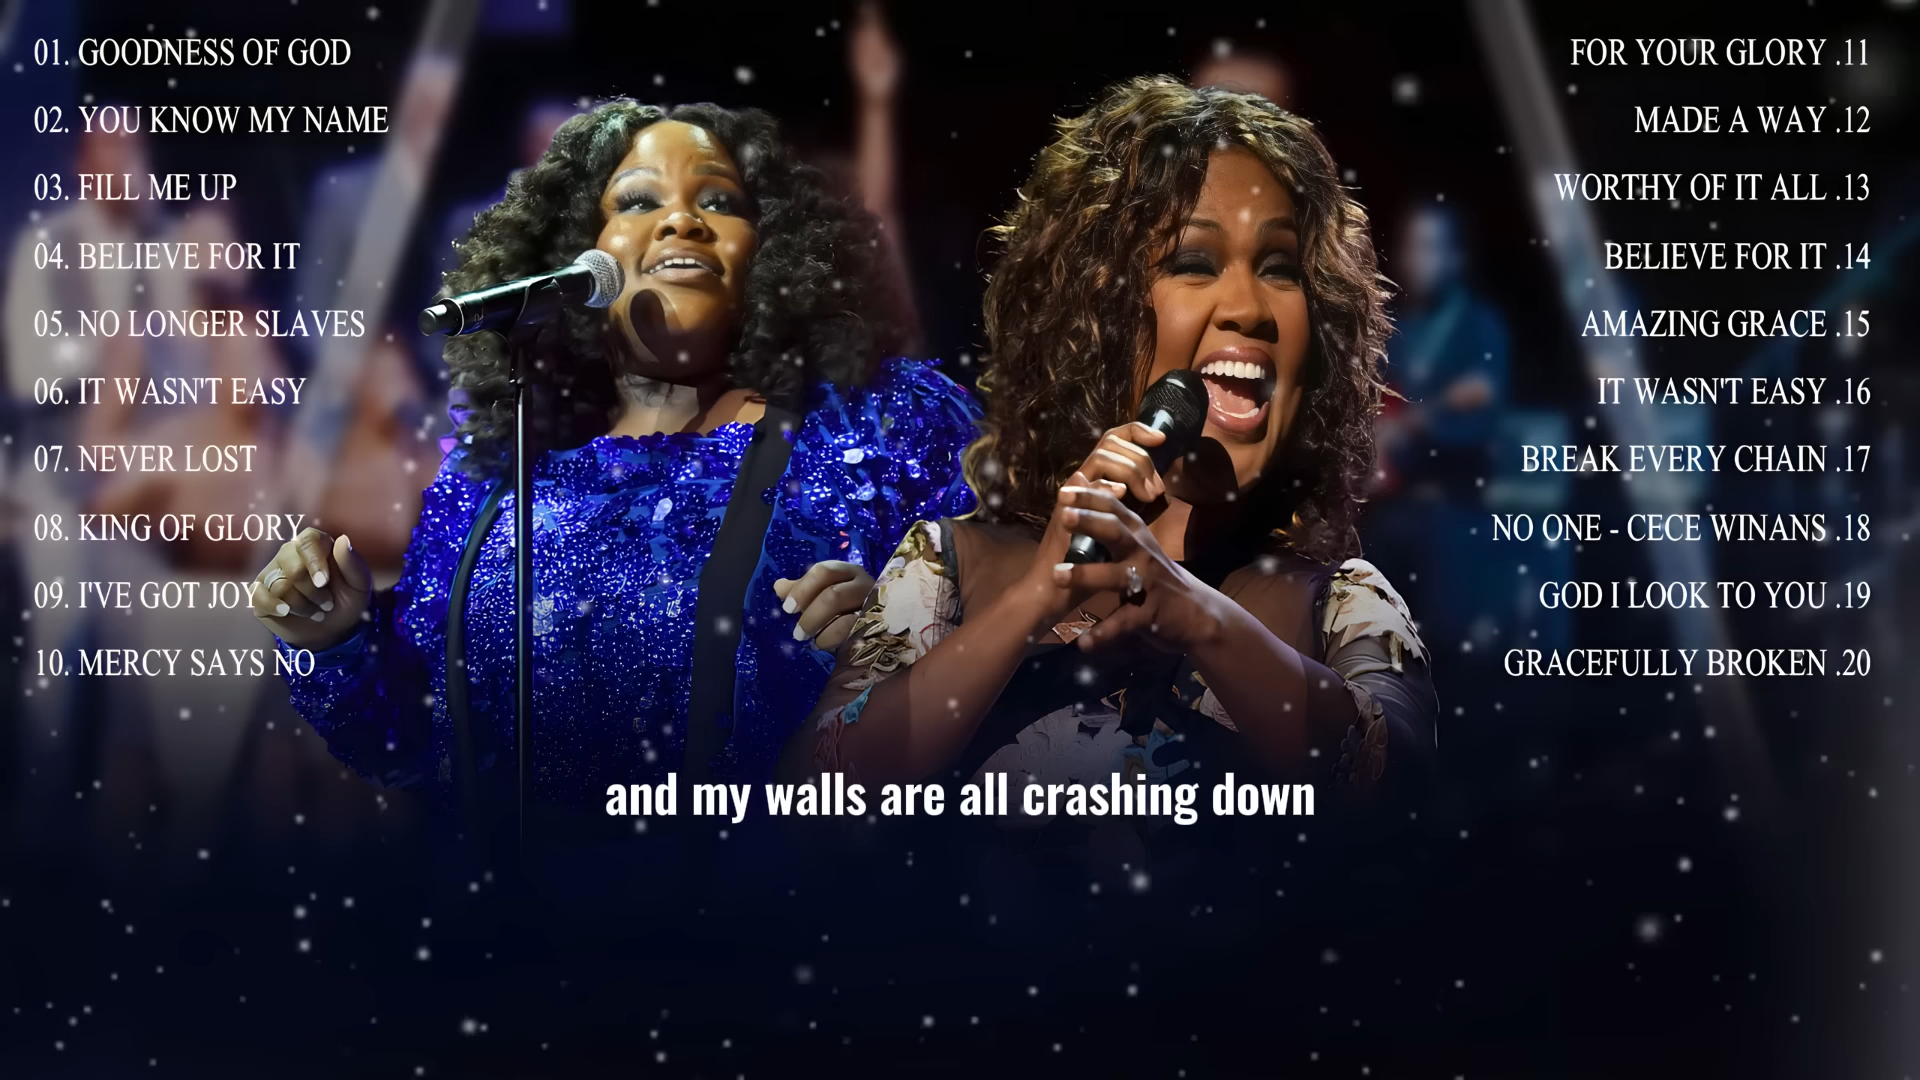 01. GOODNESS OF GOD
02. YOU KNOW MY NAME
03. FILL ME UP
04. BELIEVE FOR IT
05. NO LONGER SLAVES
06. IT WASN'T EASY
07. NEVER LOST
08. KING OF GLORY
09. I'VE GOT JOY
10. MERCY SAYS NO
FOR YOUR GLORY .11
MADE A WAY .12
WORTHY OF IT ALL .13
BELIEVE FOR IT .14
AMAZING GRACE .15
IT WASN'T EASY .16
BREAK EVERY CHAIN .17
NO ONE - CECE WINANS .18
GOD I LOOK TO YOU .19
GRACEFULLY BROKEN .20
and my walls are all crashing down